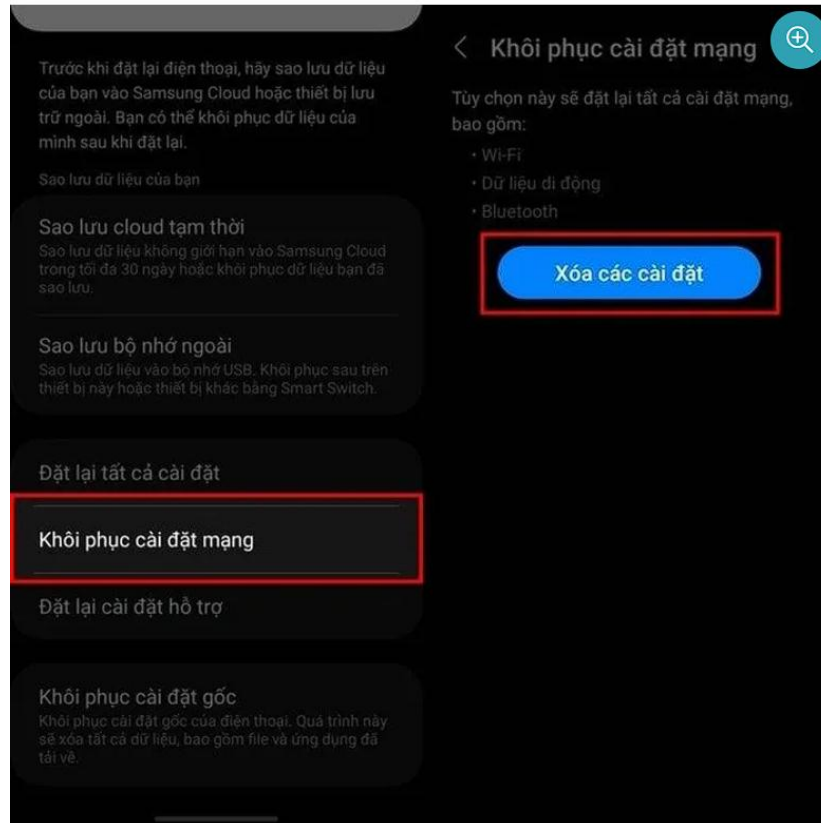 Trước khi đặt lại điện thoại, hãy sao lưu dữ liệu
của bạn vào Samsung Cloud hoặc thiết bị lưu
trữ ngoài. Bạn có thể khôi phục dữ liệu của
mình sau khi đặt lại.
Sao lưu dữ liệu của bạn
Sao lưu cloud tạm thời
Sao lưu dữ liệu không giới hạn vào Samsung Cloud
trong tối đa 30 ngày hoặc khôi phục dữ liệu bạn đã
sao lưu.
Sao lưu bộ nhớ ngoài
Sao lưu dữ liệu vào bộ nhớ USB. Khôi phục sau trên
thiết bị này hoặc thiết bị khác bằng Smart Switch.
Đặt lại tất cả cài đặt
Khôi phục cài đặt mạng
Đặt lại cài đặt hỗ trợ
Khôi phục cài đặt gốc
Khôi phục cài đặt gốc của điện thoại. Quá trình này
sẽ xóa tất cả dữ liệu, bao gồm file và ứng dụng đã
tải về.
Khôi phục cài đặt mạng
Tùy chọn này sẽ đặt lại tất cả cài đặt mạng,
bao gồm:
• Wi-Fi
• Dữ liệu di động
• Bluetooth
Xóa các cài đặt